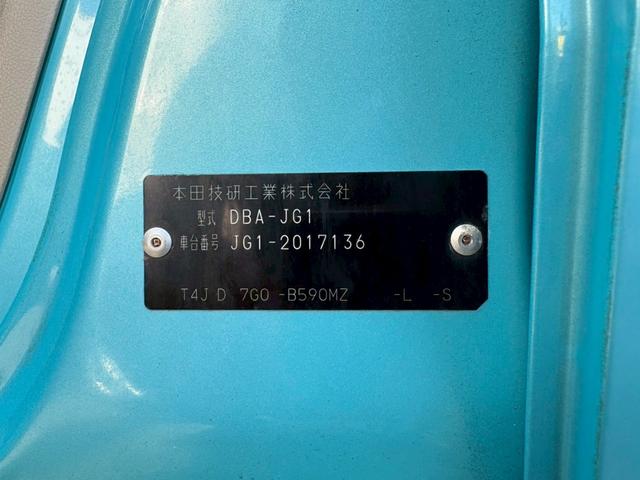 本田技研工業株式会社
型式 DBA-JG1
車台番号 JG1-2017136
T4J D 7G0 -B590MZ -L -S